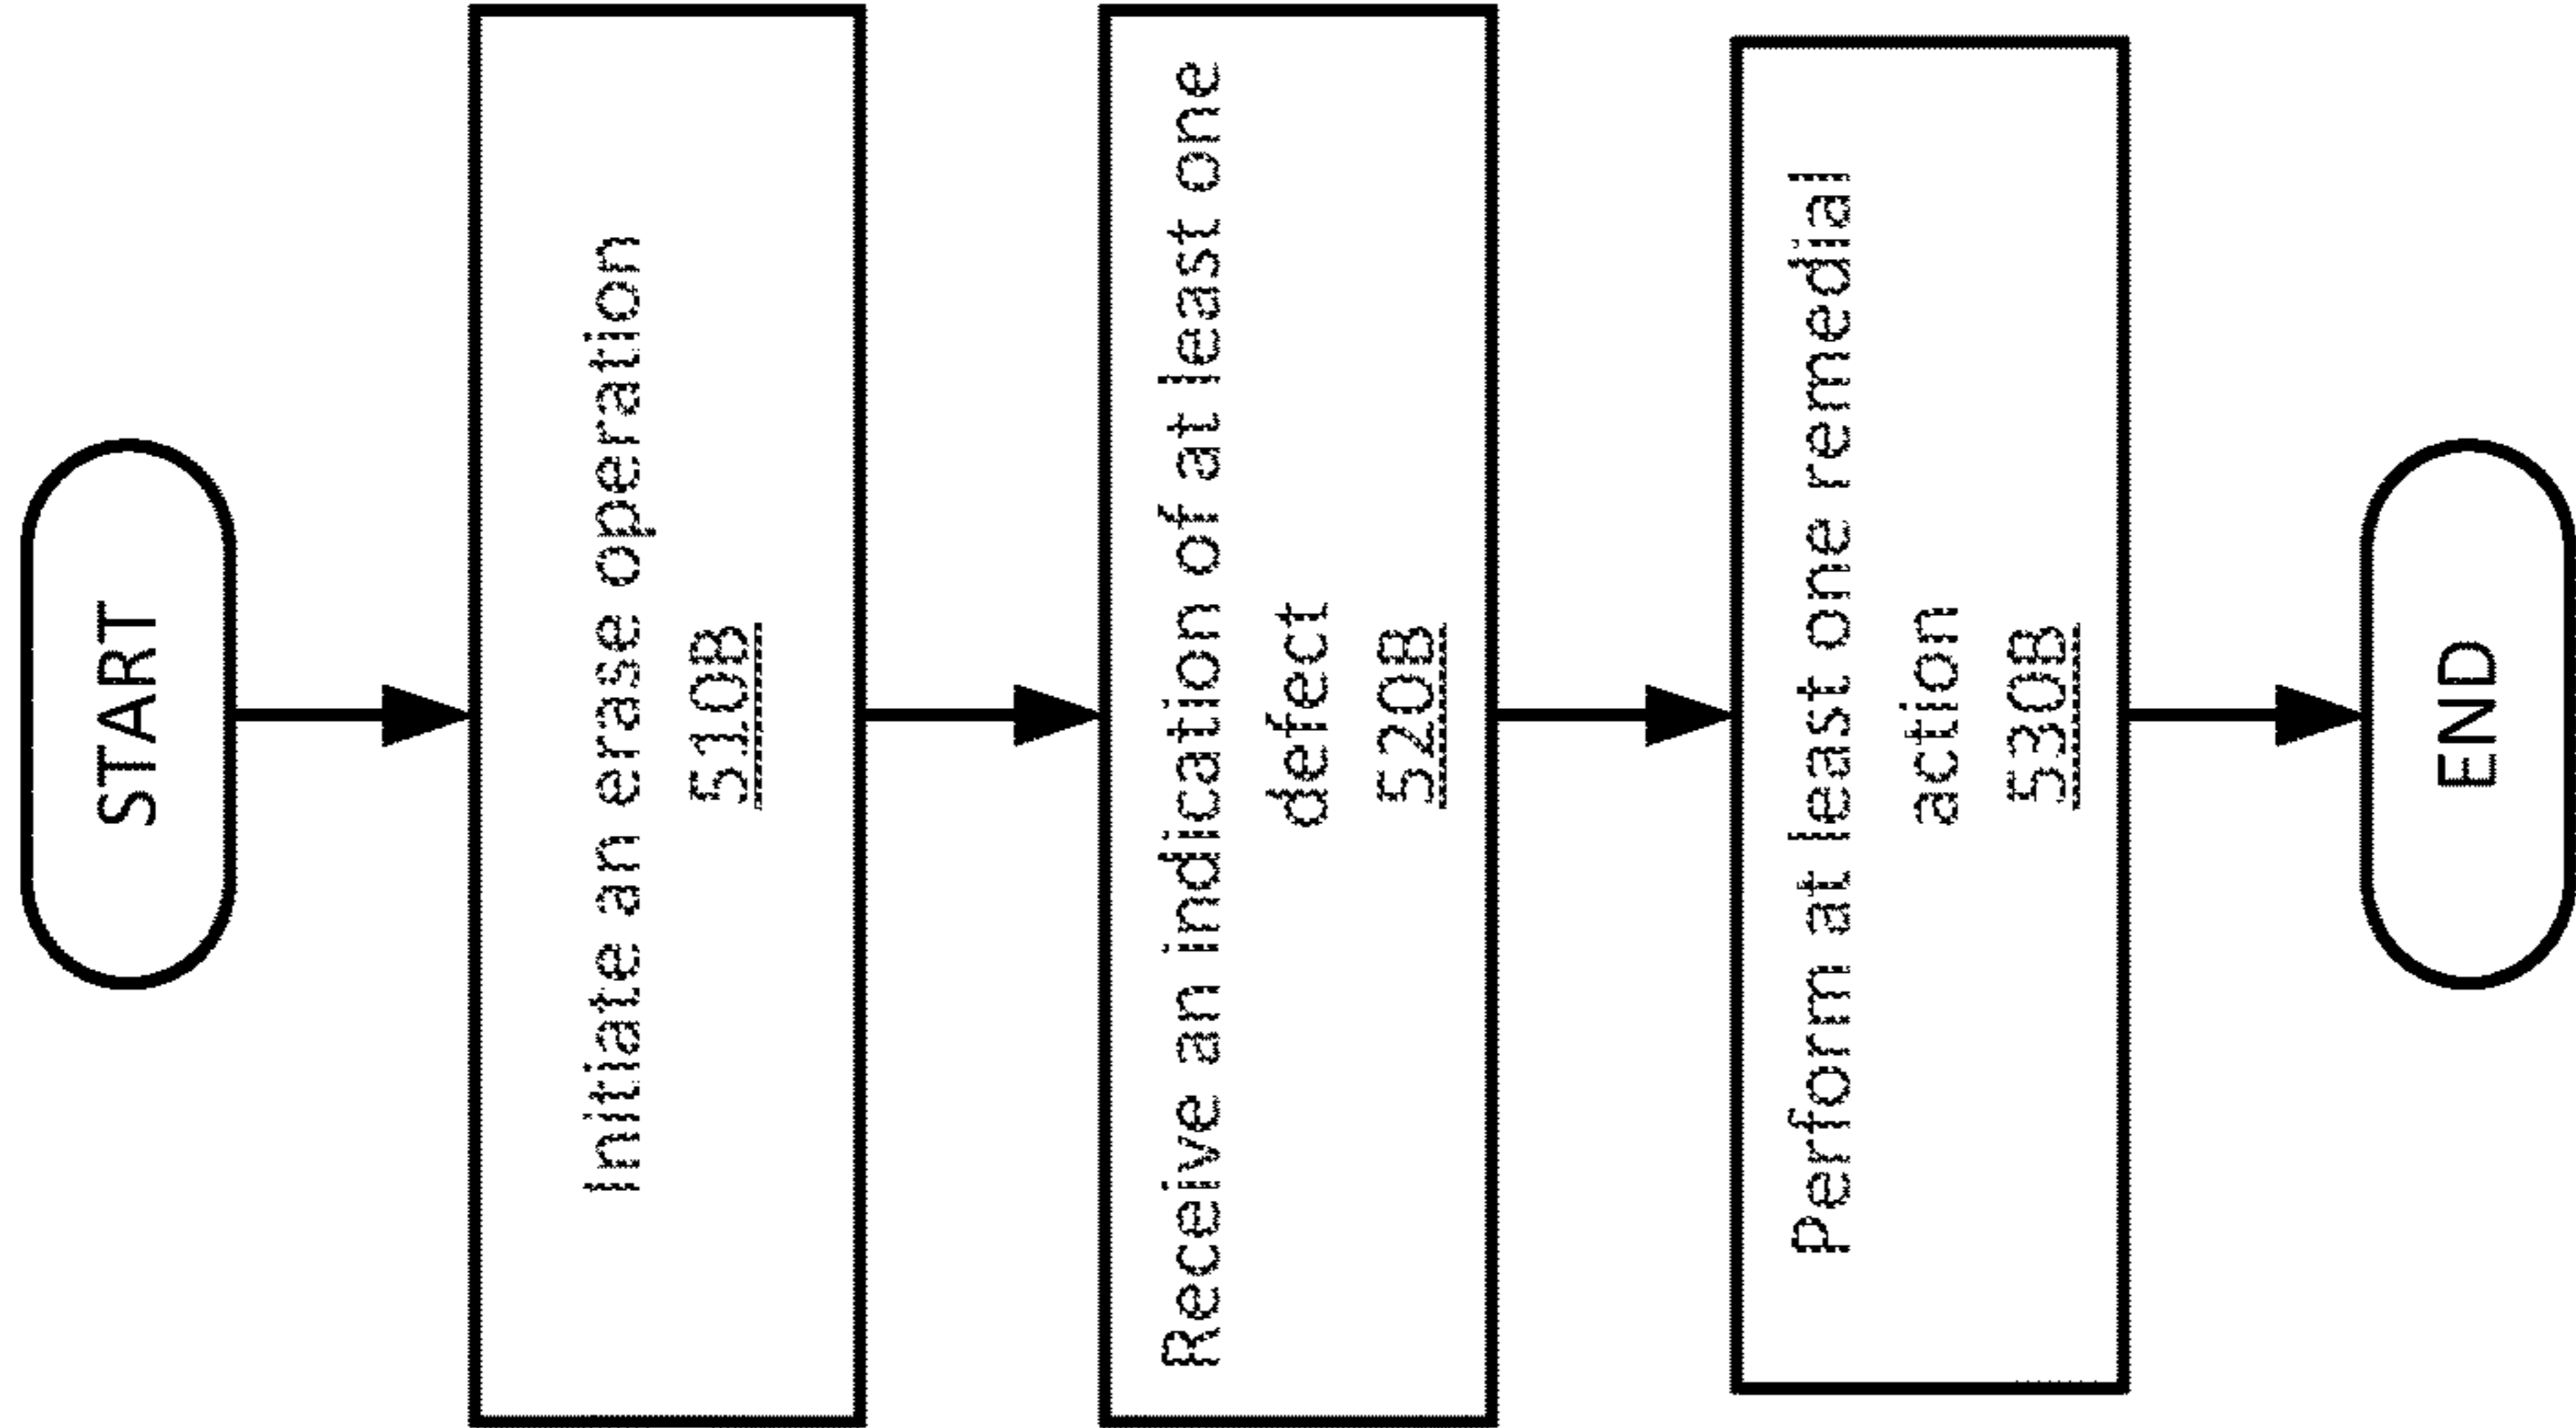 START
Initiate an erase operation
510B
Receive an indication of at least one
defect
520B
Perform at least one remedial
action
530B
END